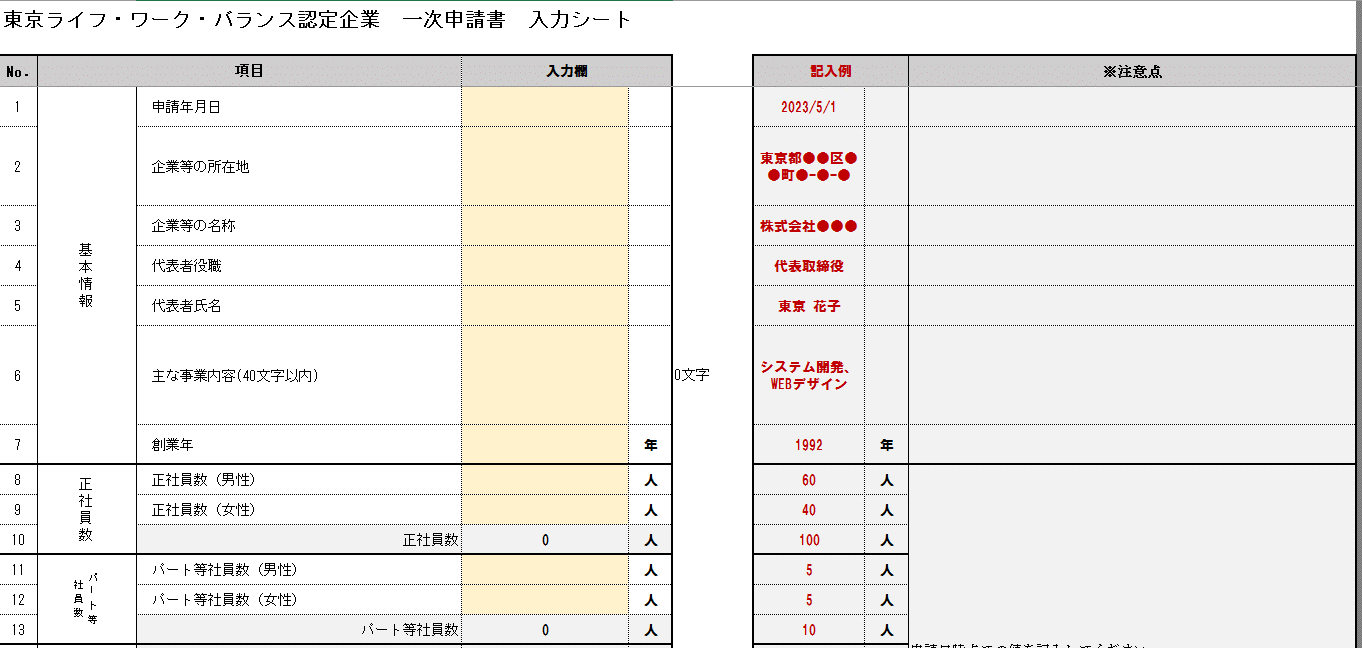 東京ライフ・ワーク・バランス認定企業　一次申請書　入力シート
No. 項目 入力欄 記入例 ※注意点
1 申請年月日 2023/5/1
2 企業等の所在地 東京都●●区●
●町●-●-●
3 企業等の名称 株式会社●●●
基本情報
4 代表者役職 代表取締役
5 代表者氏名 東京 花子
6 主な事業内容(40文字以内) 0文字 システム開発、
WEBデザイン
7 創業年 年 1992 年
正社員数
8 正社員数（男性） 人 60 人
9 正社員数（女性） 人 40 人
10 正社員数 0 人 100 人
パート等
社員数
11 パート等社員数（男性） 人 5 人
12 パート等社員数（女性） 人 5 人
13 パート等社員数 0 人 10 人